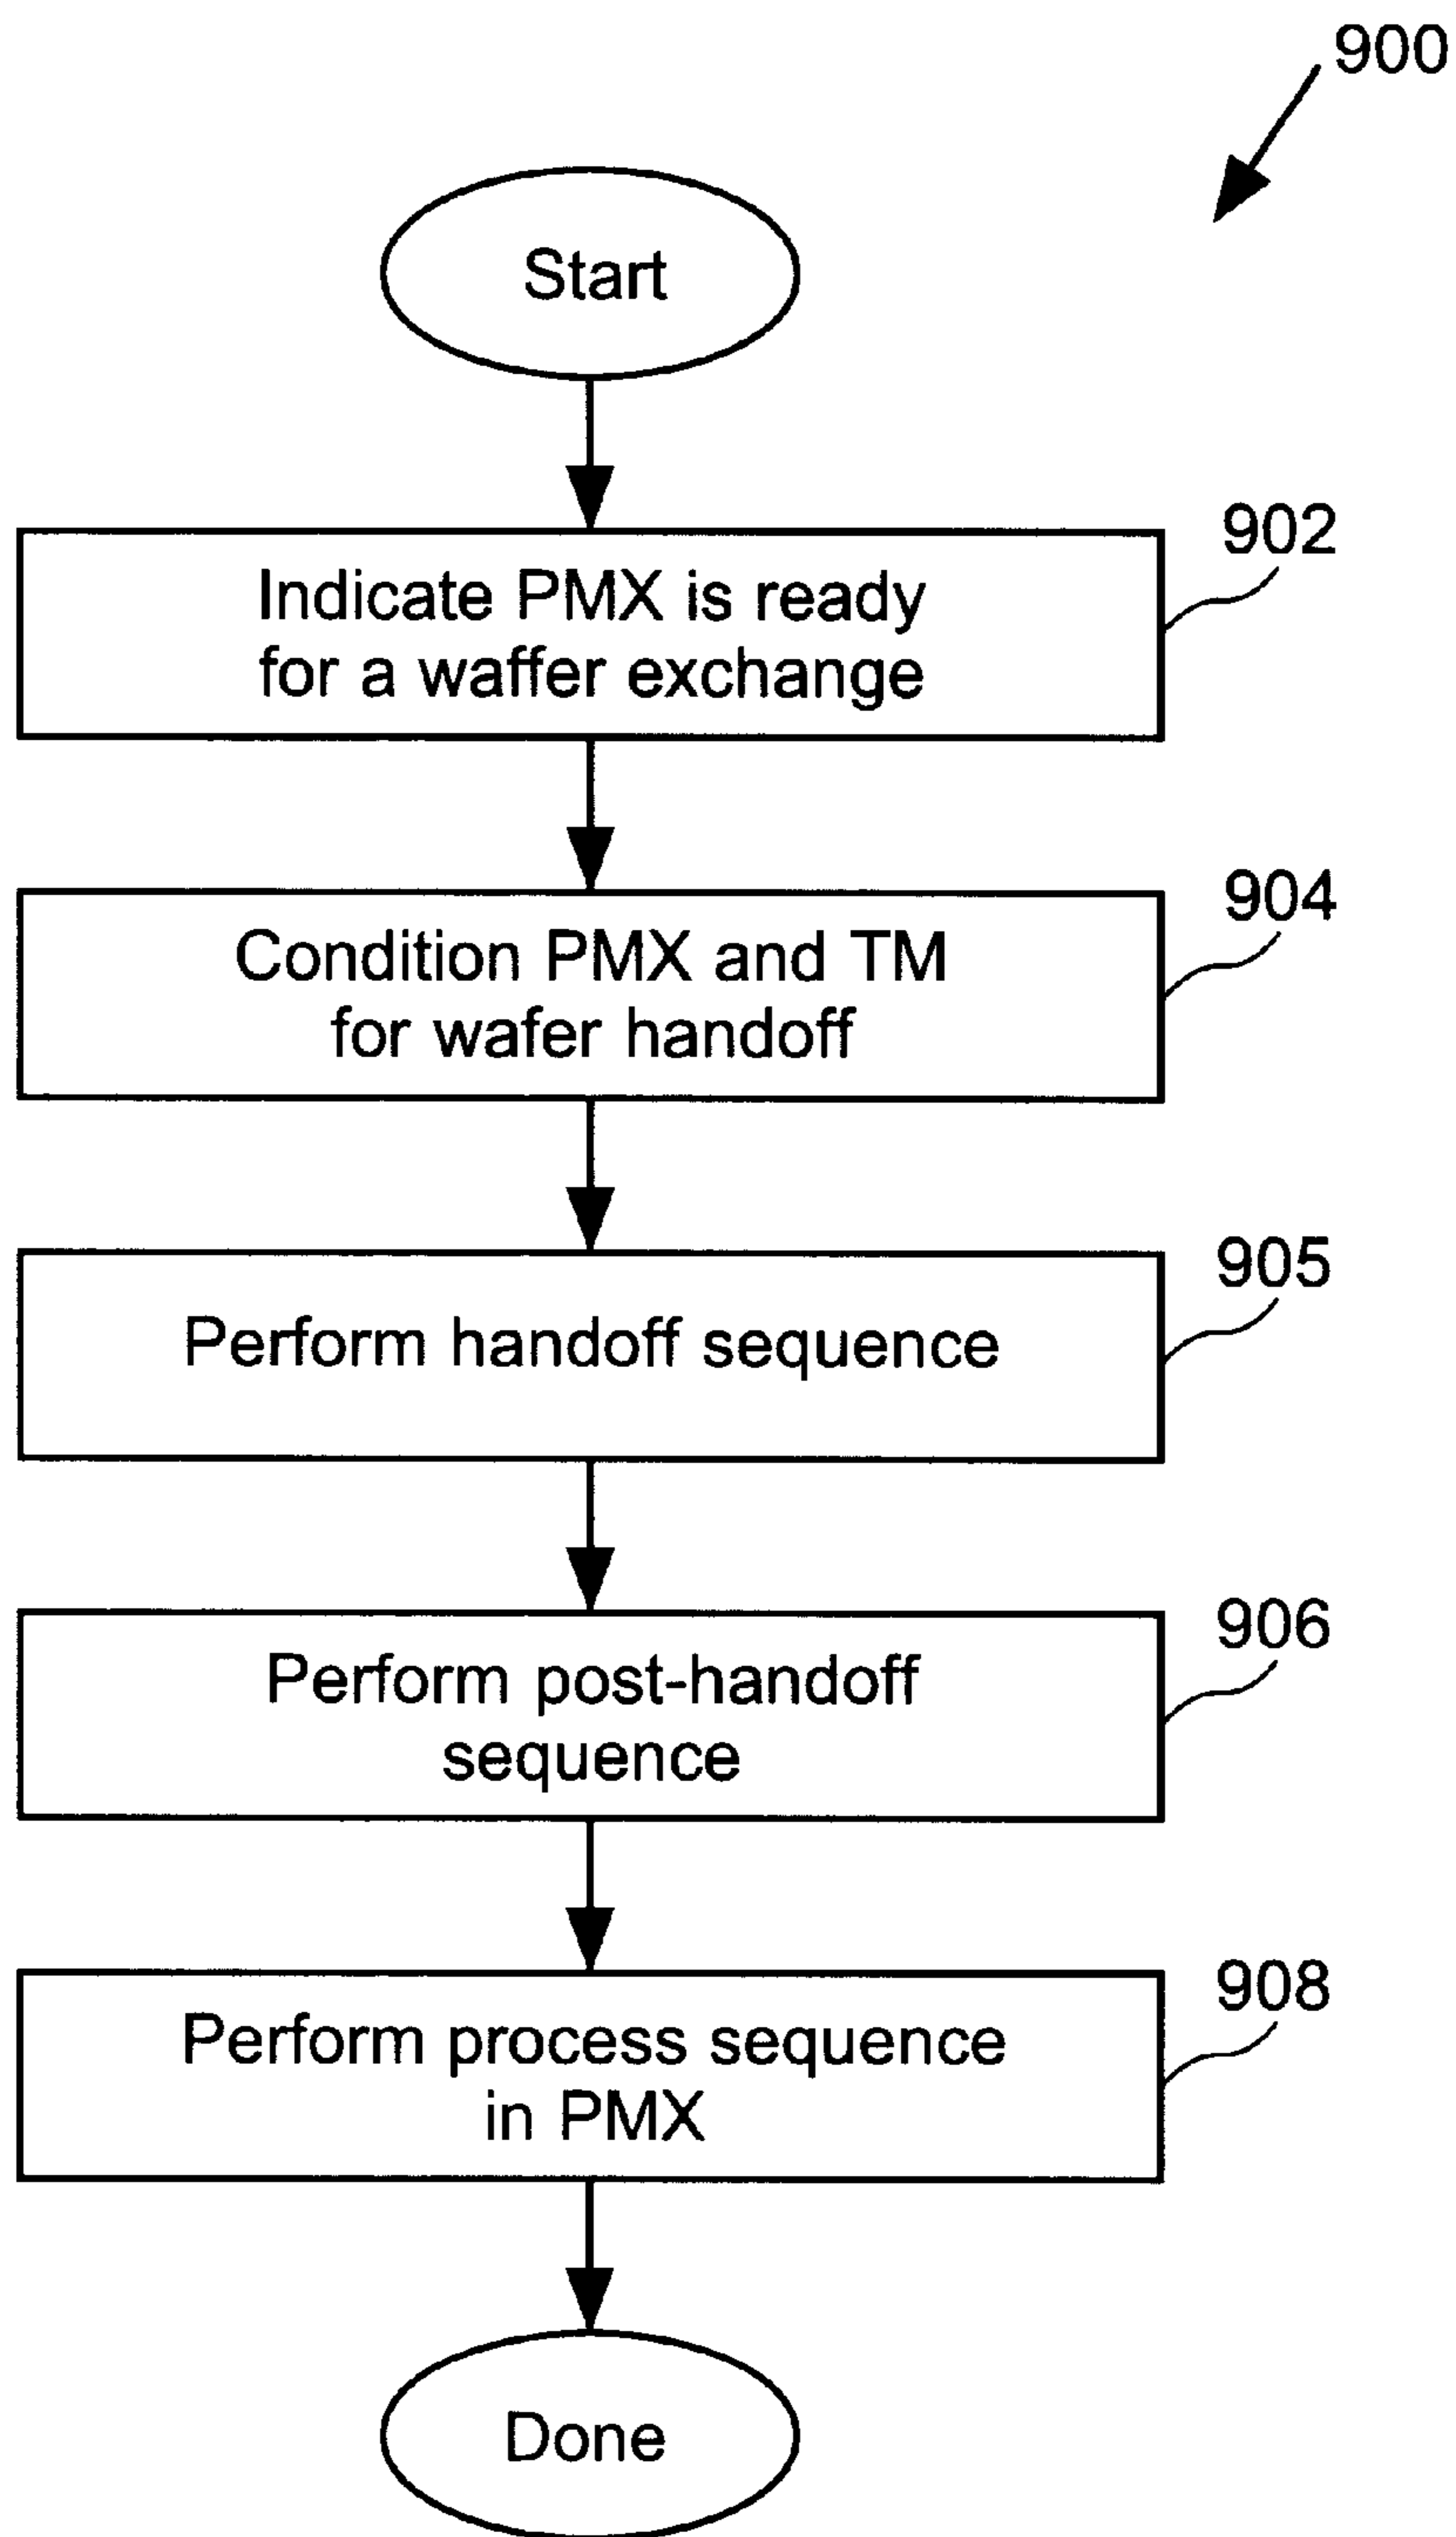 900
Start
902
Indicate PMX is ready
for a waffer exchange
904
Condition PMX and TM
for wafer handoff
905
Perform handoff sequence
906
Perform post-handoff
sequence
908
Perform process sequence
in PMX
Done